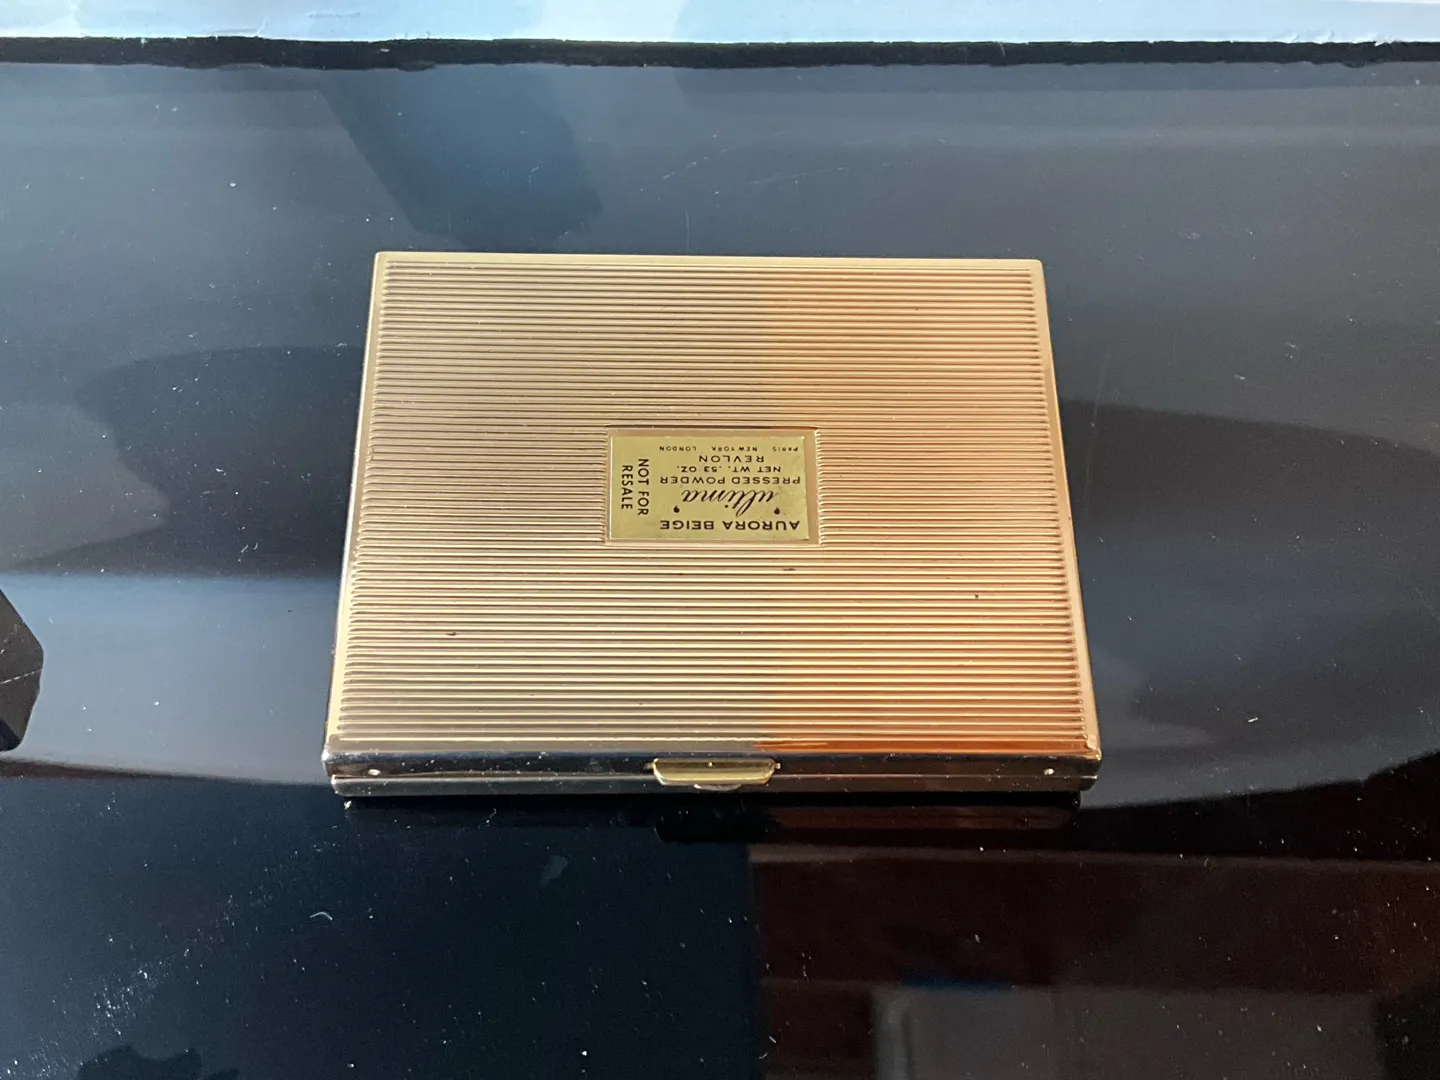 AURORA BEIGE
"ultima"
PRESSED POWDER
NET WT. .53 OZ.
REVLON
PARIS NEW YORK LONDON
NOT FOR
RESALE